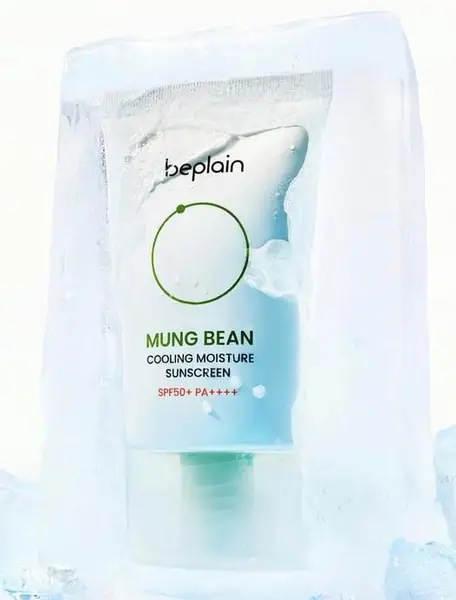 beplain
MUNG BEAN
COOLING MOISTURE
SUNSCREEN
SPF50+ PA++++